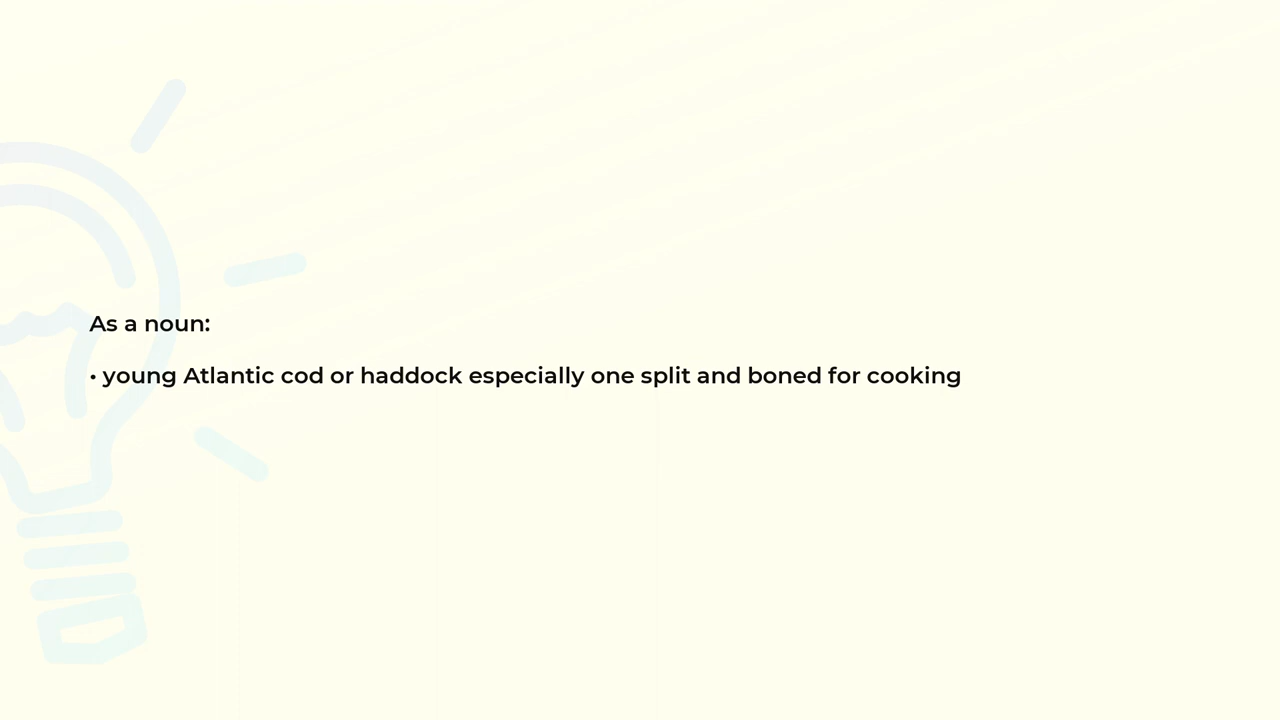 As a noun:
• young Atlantic cod or haddock especially one split and boned for cooking